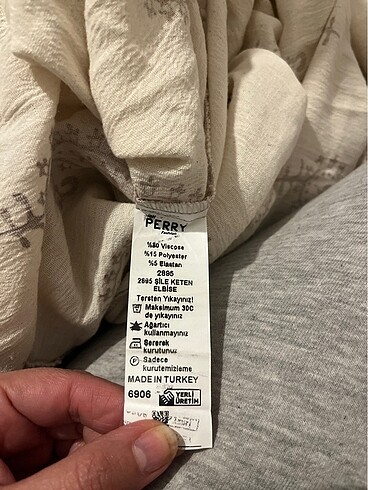 PERRY
%80 Viscose
%15 Polyester
%5 Elastan
2895
2895 ŞİLE KETEN
ELBİSE
Tersten Yıkayınız!
Maksimum 30C
de yıkayınız
Ağartıcı
kullanmayınız
Sererek
kurutunuz
P Sadece
kurutemizleme
MADE IN TURKEY
6906 YERLİ
ÜRETİM